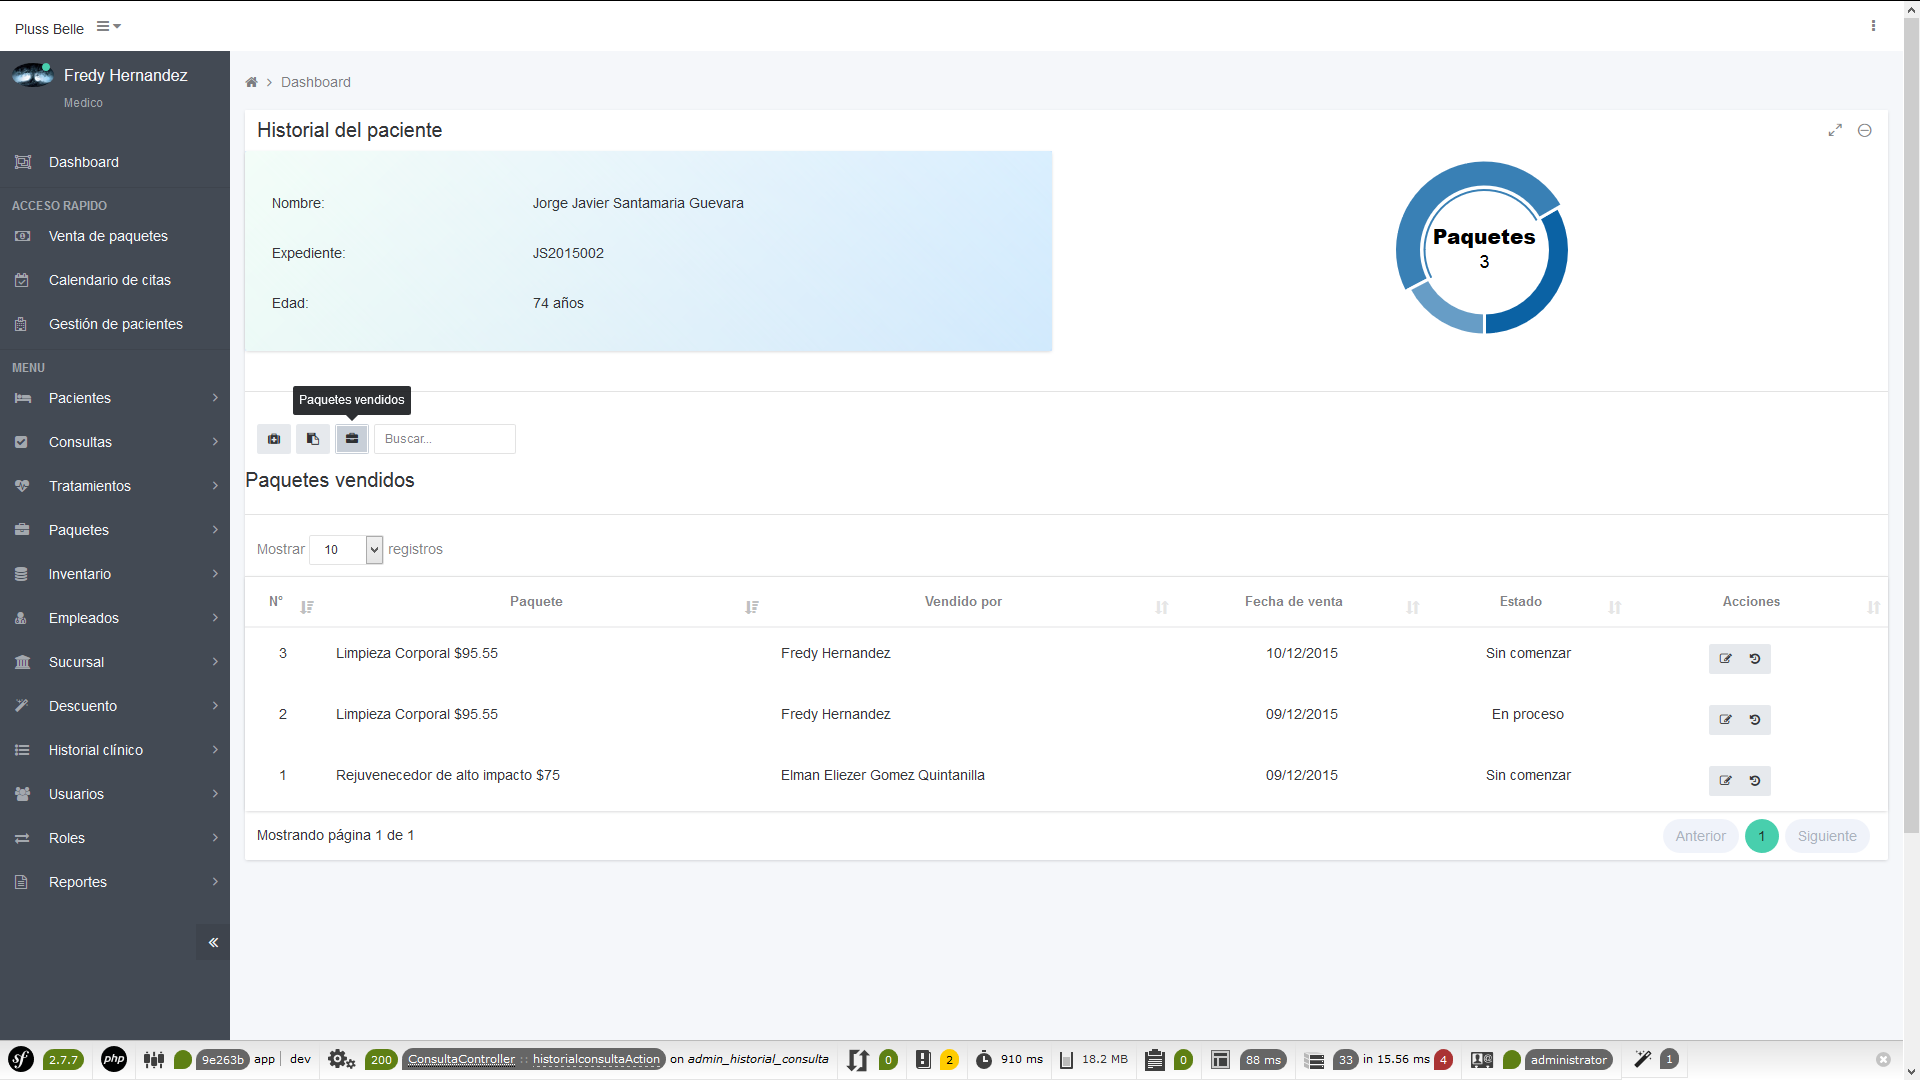 Pluss Belle
Fredy Hernandez
Medico
Dashboard
ACCESO RAPIDO
Venta de paquetes
Calendario de citas
Gestión de pacientes
MENU
Pacientes
Consultas
Tratamientos
Paquetes
Inventario
Empleados
Sucursal
Descuento
Historial clínico
Usuarios
Roles
Reportes
Dashboard
Historial del paciente
Nombre: Jorge Javier Santamaria Guevara
Expediente: JS2015002
Edad: 74 años
Paquetes
3
Paquetes vendidos
Buscar...
Paquetes vendidos
Mostrar 10 registros
N° Paquete Vendido por Fecha de venta Estado Acciones
3 Limpieza Corporal $95.55 Fredy Hernandez 10/12/2015 Sin comenzar
2 Limpieza Corporal $95.55 Fredy Hernandez 09/12/2015 En proceso
1 Rejuvenecedor de alto impacto $75 Elman Eliezer Gomez Quintanilla 09/12/2015 Sin comenzar
Mostrando página 1 de 1
Anterior 1 Siguiente
sf 2.7.7 php 9e263b app dev 200 ConsultaController :: historialconsultaAction on admin_historial_consulta 0 2 910 ms 18.2 MB 0 88 ms 33 in 15.56 ms 4 administrator 1